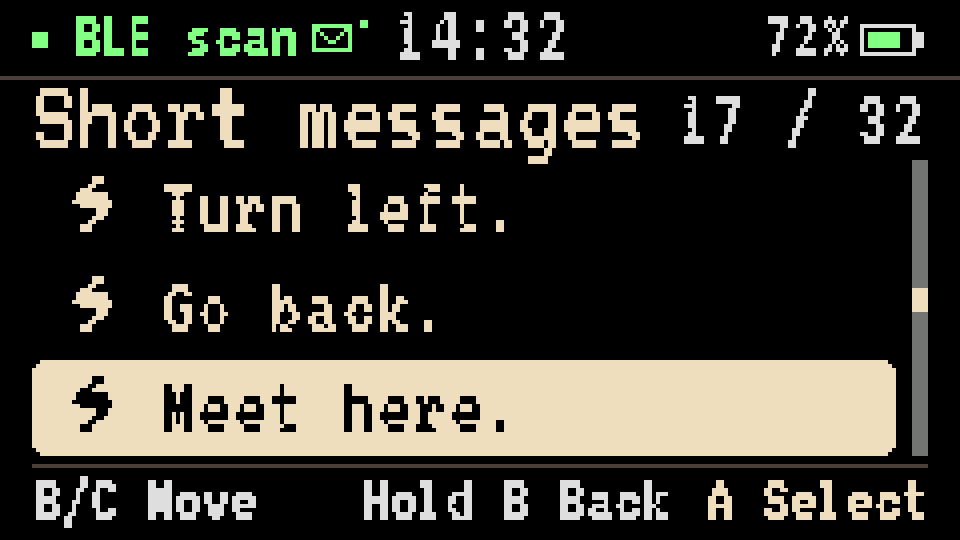 BLE scan 14:32 72%
Short messages 17 / 32
Turn left.
Go back.
Meet here.
B/C Move Hold B Back A Select